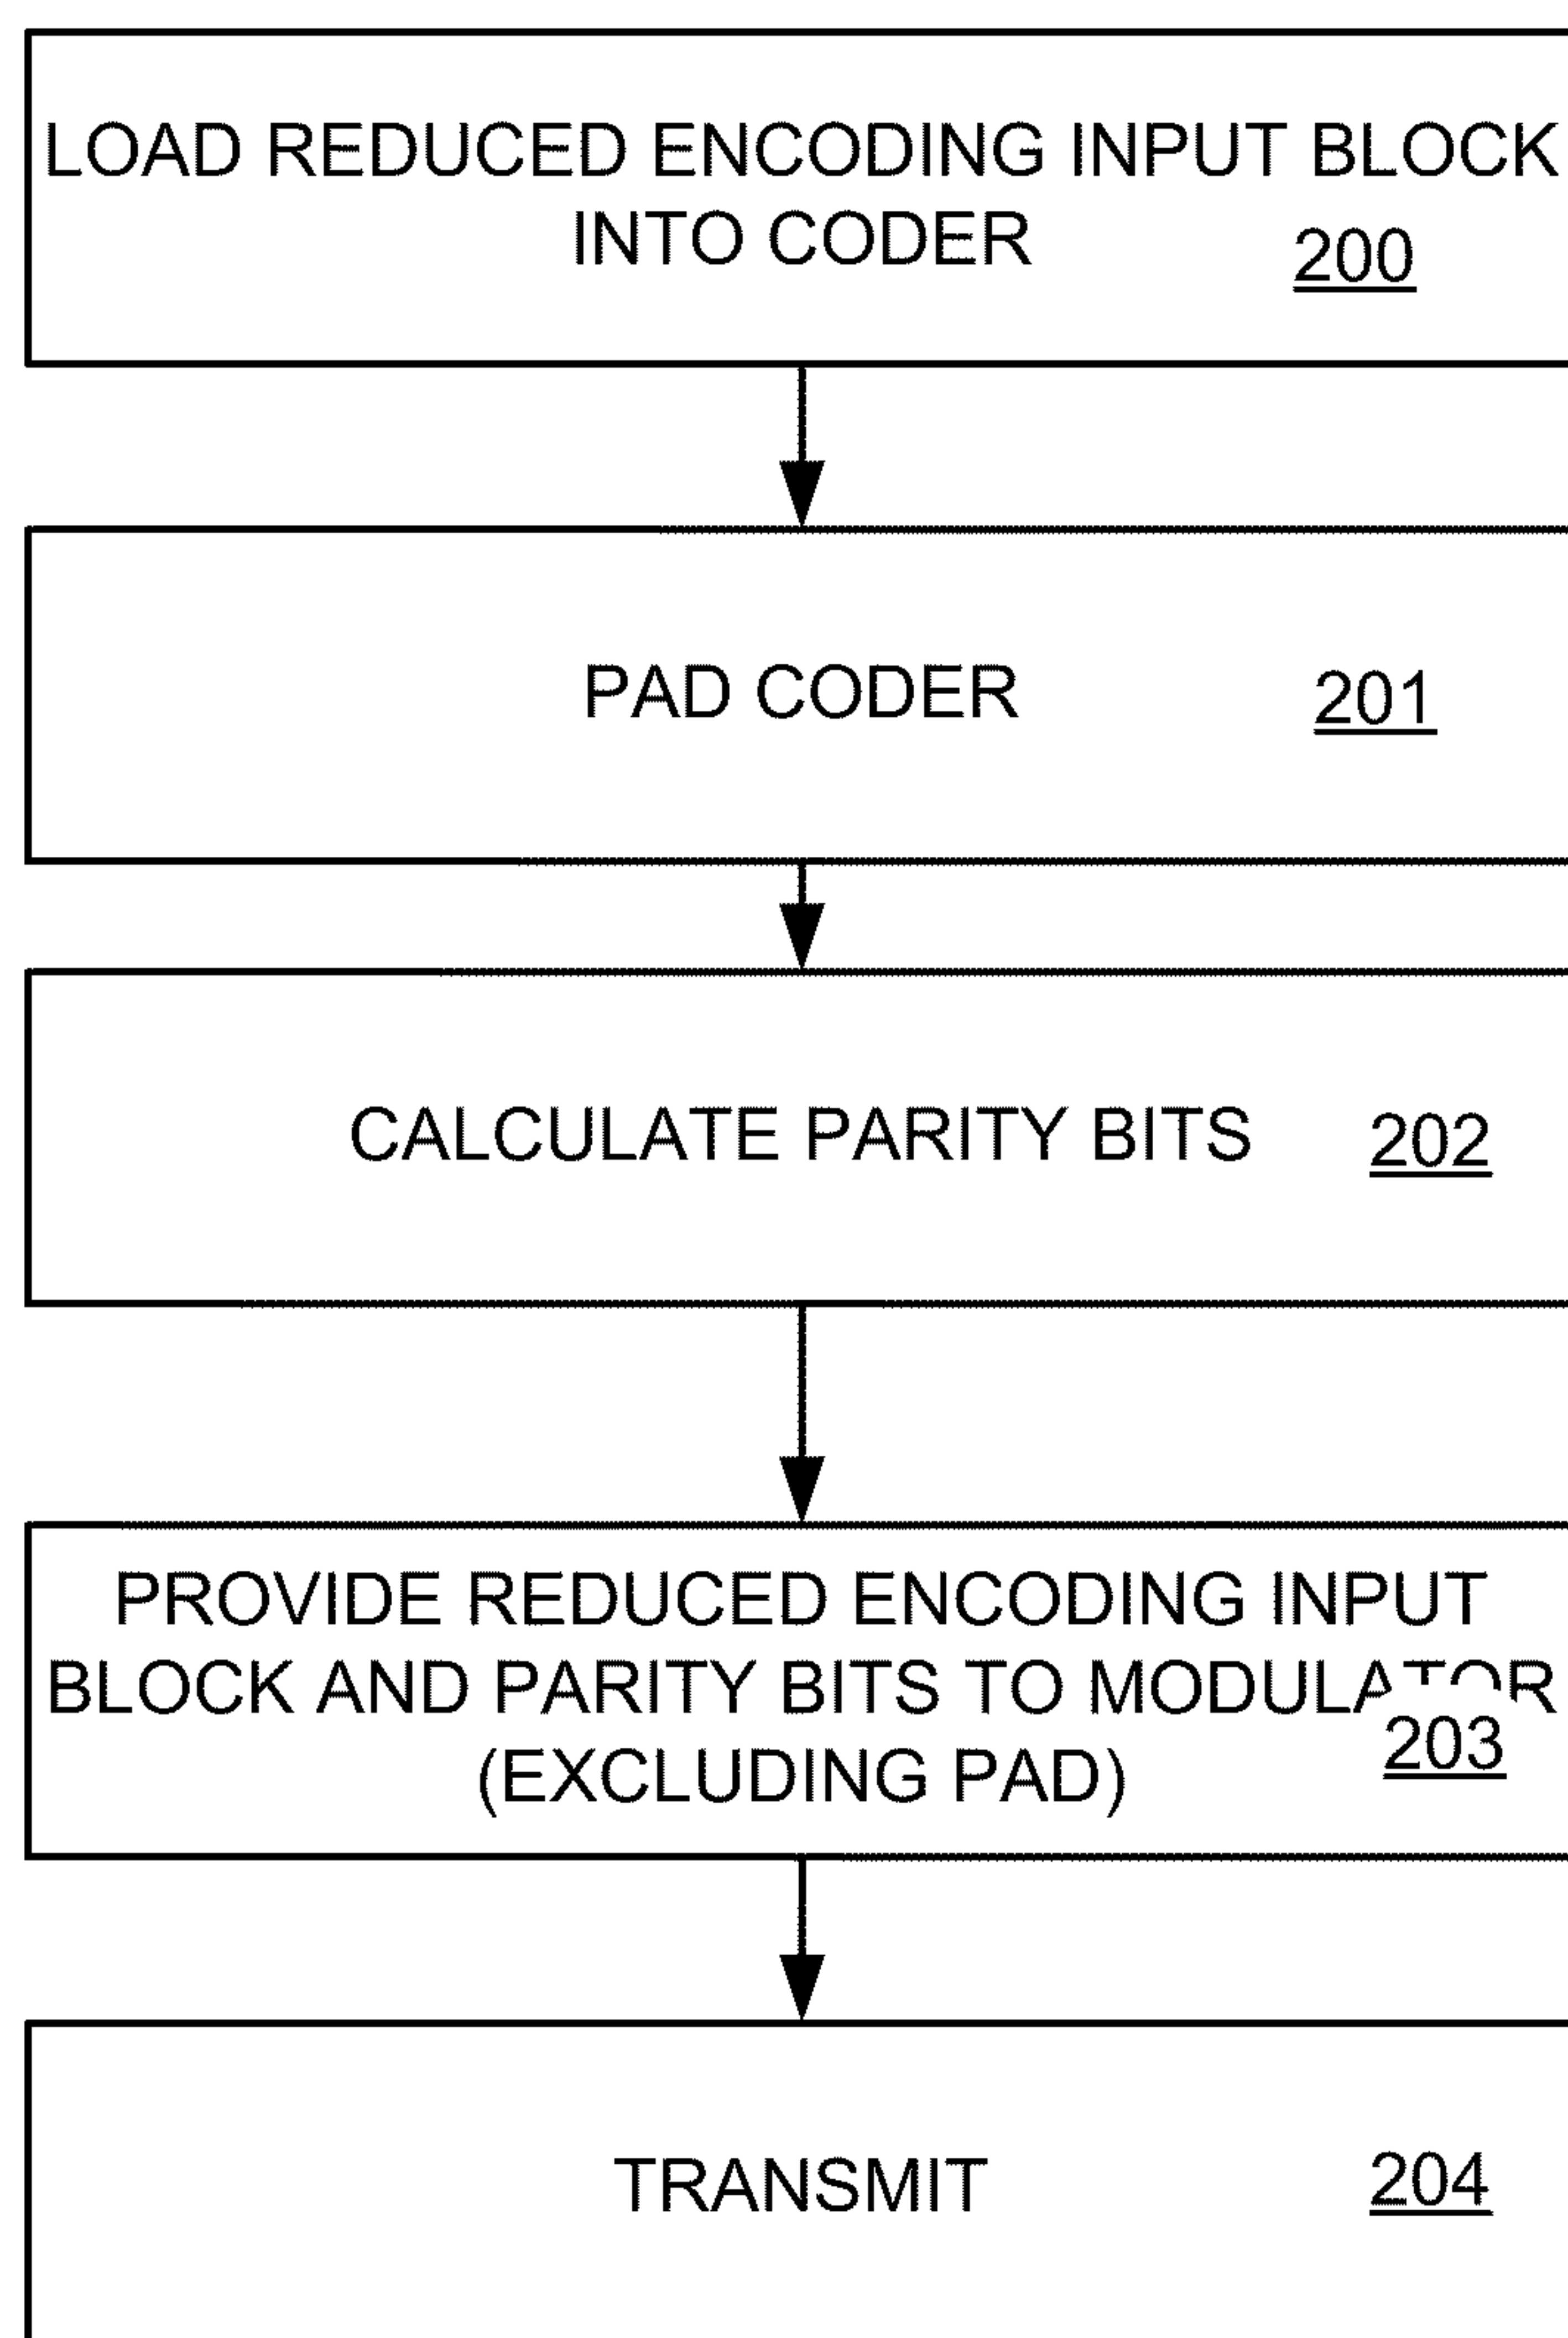 LOAD REDUCED ENCODING INPUT BLOCK
INTO CODER
200
PAD CODER
201
CALCULATE PARITY BITS
202
PROVIDE REDUCED ENCODING INPUT
BLOCK AND PARITY BITS TO MODULATOR
(EXCLUDING PAD)
203
TRANSMIT
204